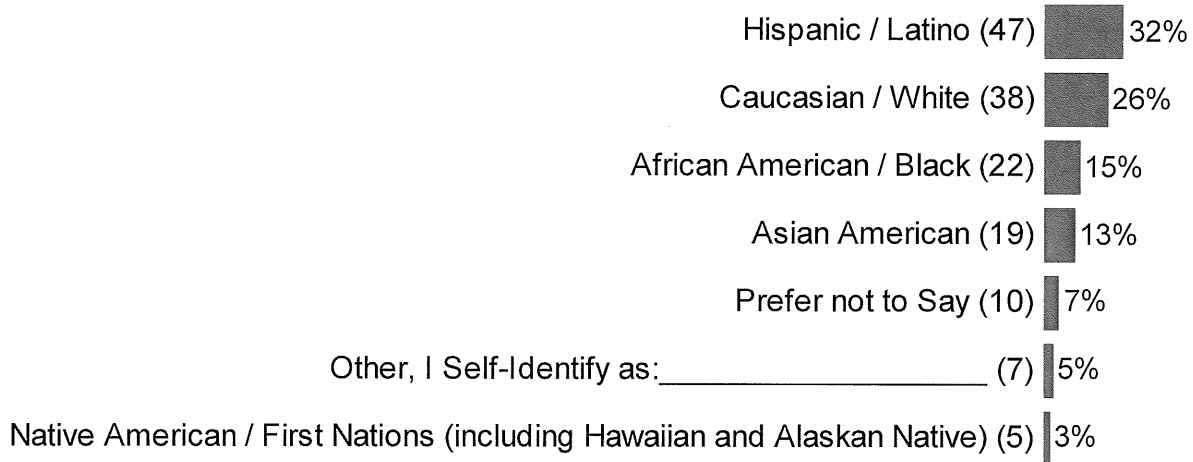 Hispanic / Latino (47) 32%
Caucasian / White (38) 26%
African American / Black (22) 15%
Asian American (19) 13%
Prefer not to Say (10) 7%
Other, I Self-Identify as:____________________ (7) 5%
Native American / First Nations (including Hawaiian and Alaskan Native) (5) 3%